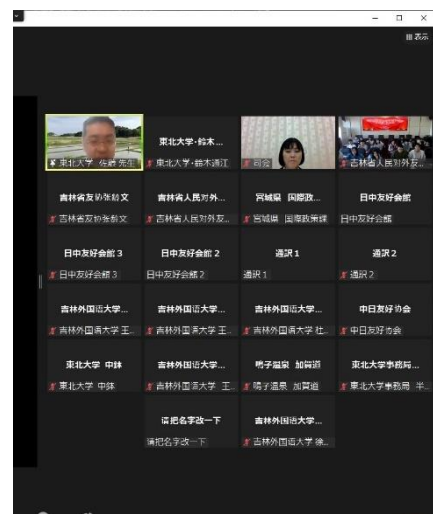 表示
東北大学 佐藤 先生
東北大学・鈴木...
東北大学・鈴木通江
司会
吉林省人民对外友..
吉林省友协张龄文
吉林省友协张龄文
吉林省人民对外...
吉林省人民对外友..
宮城県 国際政...
宮城県 国際政策課
日中友好会館
日中友好会館
日中友好会館 3
日中友好会館 3
日中友好会館 2
日中友好会館 2
通訳 1
通訳 1
通訳 2
通訳 2
吉林外国语大学...
吉林外国语大学 王..
吉林外国语大学...
吉林外国语大学 王..
吉林外国语大学...
吉林外国语大学 杜..
中日友好协会
中日友好协会
東北大学 中鉢
東北大学 中鉢
吉林外国语大学...
吉林外国语大学 王..
鳴子温泉 加賀道
鳴子温泉 加賀道
東北大学事務局...
東北大学事務局 半..
请把名字改一下
请把名字改一下
吉林外国语大学...
吉林外国语大学 徐..